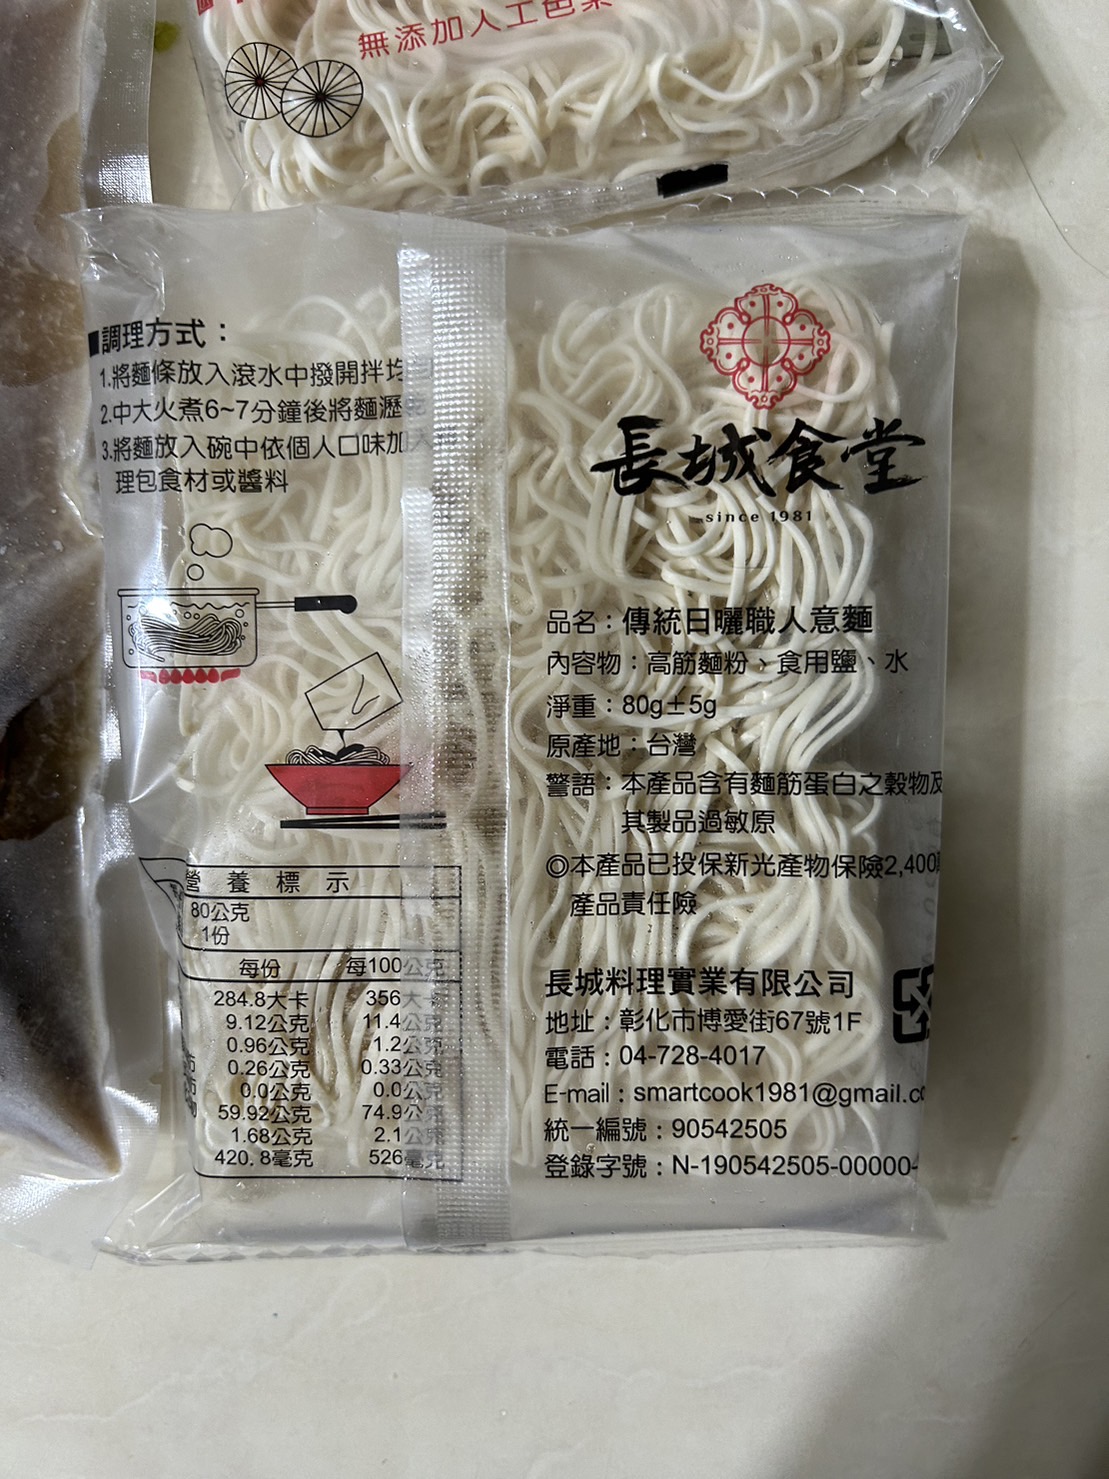 無添加人工色素
■調理方式：
1.將麵條放入滾水中撥開拌均
2.中大火煮6~7分鐘後將麵瀝
3.將麵放入碗中依個人口味加入
理包食材或醬料
長城食堂
since 1981
品名：傳統日曬職人意麵
內容物：高筋麵粉、食用鹽、水
淨重：80g±5g
原產地：台灣
警語：本產品含有麵筋蛋白之穀物及
其製品過敏原
◎本產品已投保新光產物保險2,400
產品責任險
長城料理實業有限公司
地址：彰化市博愛街67號1F
電話：04-728-4017
E-mail：smartcook1981@gmail.c
統一編號：90542505
登錄字號：N-190542505-00000-
營養標示
80公克
1份
每份 每100公克
284.8大卡 356大卡
9.12公克 11.4公克
0.96公克 1.2公克
0.26公克 0.33公克
0.0公克 0.0公克
59.92公克 74.9公克
1.68公克 2.1公克
420.8毫克 526毫克